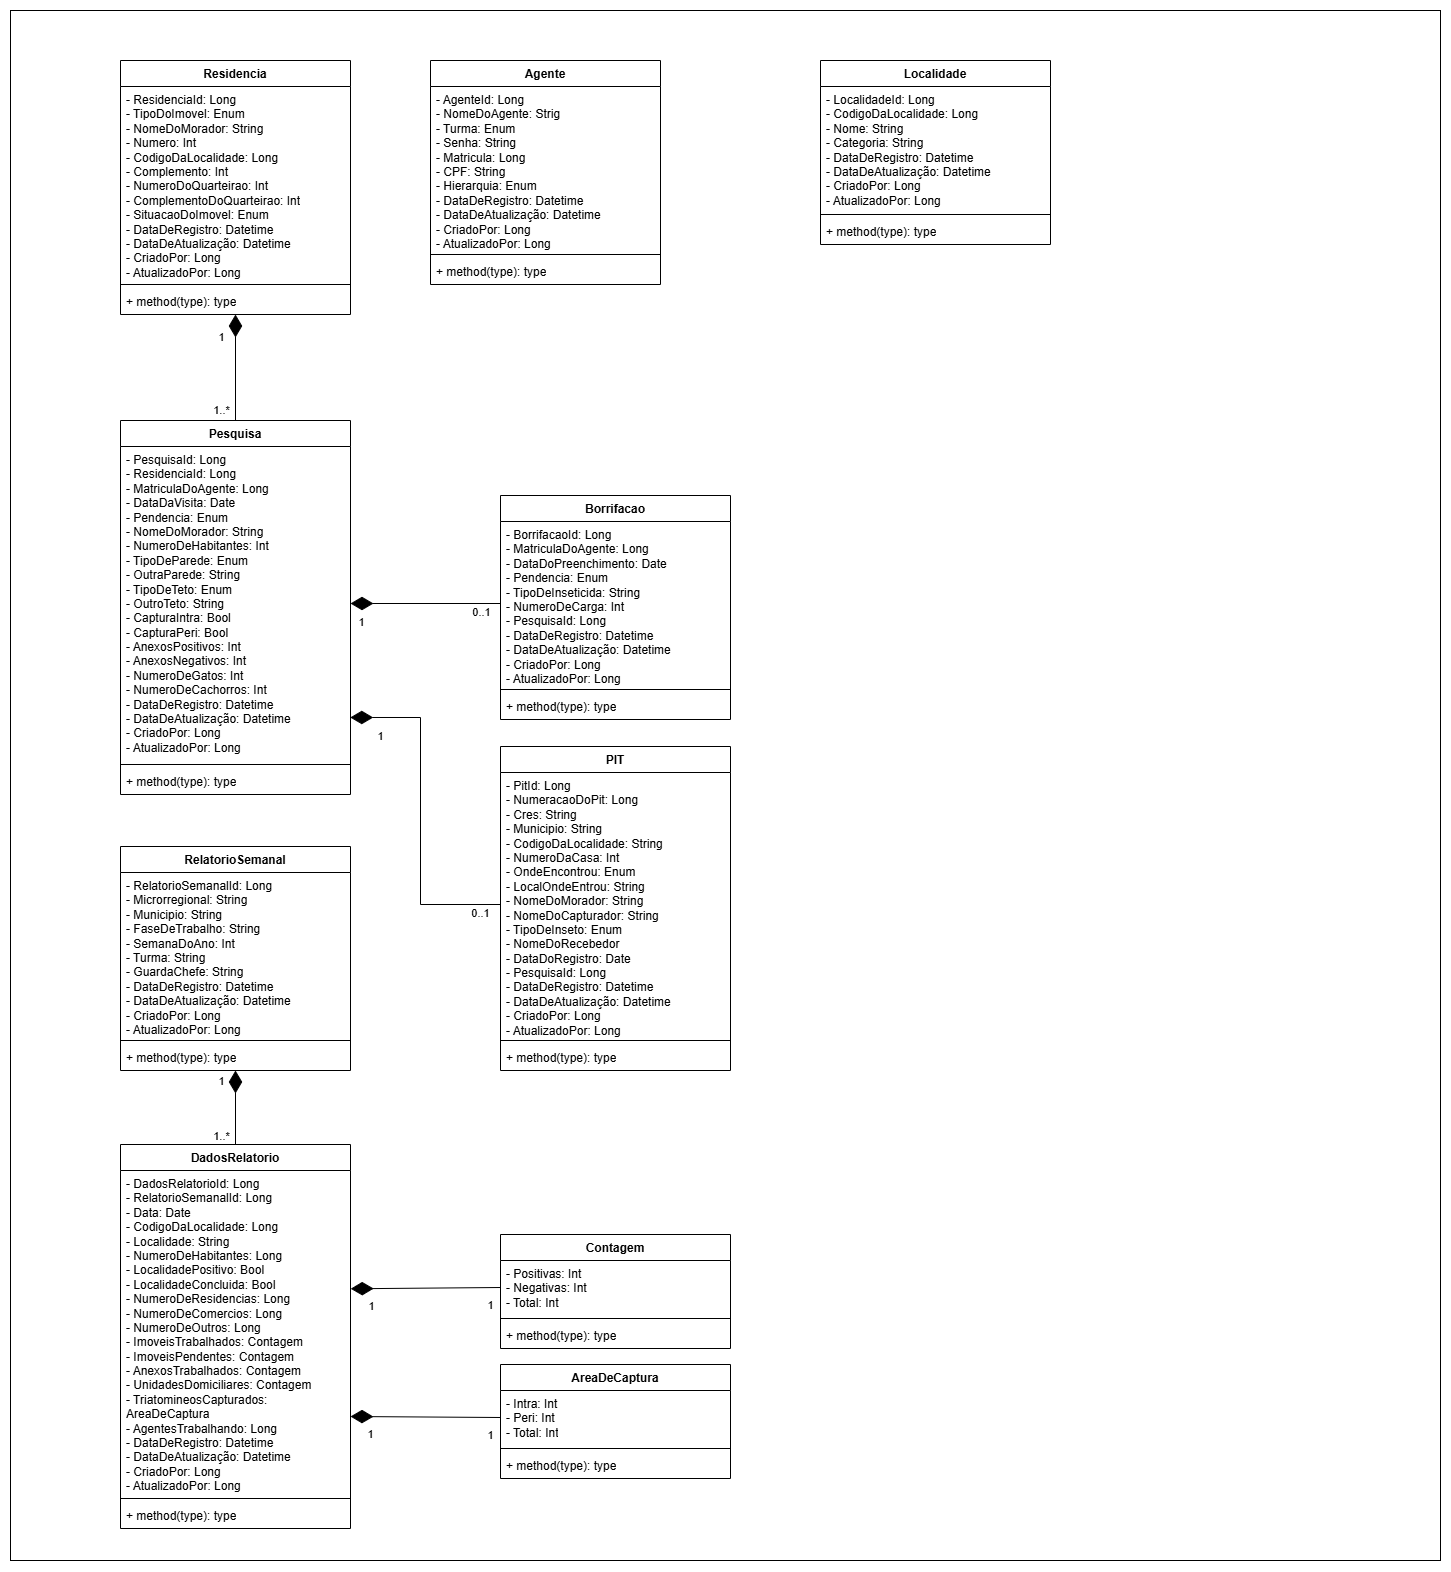 Residencia
- ResidenciaId: Long
- TipoDoImovel: Enum
- NomeDoMorador: String
- Numero: Int
- CodigoDaLocalidade: Long
- Complemento: Int
- NumeroDoQuarteirao: Int
- ComplementoDoQuarteirao: Int
- SituacaoDoImovel: Enum
- DataDeRegistro: Datetime
- DataDeAtualização: Datetime
- CriadoPor: Long
- AtualizadoPor: Long
+ method(type): type
Agente
- AgenteId: Long
- NomeDoAgente: Strig
- Turma: Enum
- Senha: String
- Matricula: Long
- CPF: String
- Hierarquia: Enum
- DataDeRegistro: Datetime
- DataDeAtualização: Datetime
- CriadoPor: Long
- AtualizadoPor: Long
+ method(type): type
Localidade
- LocalidadeId: Long
- CodigoDaLocalidade: Long
- Nome: String
- Categoria: String
- DataDeRegistro: Datetime
- DataDeAtualização: Datetime
- CriadoPor: Long
- AtualizadoPor: Long
+ method(type): type
1
1..*
Pesquisa
- PesquisaId: Long
- ResidenciaId: Long
- MatriculaDoAgente: Long
- DataDaVisita: Date
- Pendencia: Enum
- NomeDoMorador: String
- NumeroDeHabitantes: Int
- TipoDeParede: Enum
- OutraParede: String
- TipoDeTeto: Enum
- OutroTeto: String
- CapturaIntra: Bool
- CapturaPeri: Bool
- AnexosPositivos: Int
- AnexosNegativos: Int
- NumeroDeGatos: Int
- NumeroDeCachorros: Int
- DataDeRegistro: Datetime
- DataDeAtualização: Datetime
- CriadoPor: Long
- AtualizadoPor: Long
+ method(type): type
1
0..1
Borrifacao
- BorrifacaoId: Long
- MatriculaDoAgente: Long
- DataDoPreenchimento: Date
- Pendencia: Enum
- TipoDeInseticida: String
- NumeroDeCarga: Int
- PesquisaId: Long
- DataDeRegistro: Datetime
- DataDeAtualização: Datetime
- CriadoPor: Long
- AtualizadoPor: Long
+ method(type): type
1
0..1
PIT
- PitId: Long
- NumeracaoDoPit: Long
- Cres: String
- Municipio: String
- CodigoDaLocalidade: String
- NumeroDaCasa: Int
- OndeEncontrou: Enum
- LocalOndeEntrou: String
- NomeDoMorador: String
- NomeDoCapturador: String
- TipoDeInseto: Enum
- NomeDoRecebedor
- DataDoRegistro: Date
- PesquisaId: Long
- DataDeRegistro: Datetime
- DataDeAtualização: Datetime
- CriadoPor: Long
- AtualizadoPor: Long
+ method(type): type
RelatorioSemanal
- RelatorioSemanalId: Long
- Microrregional: String
- Municipio: String
- FaseDeTrabalho: String
- SemanaDoAno: Int
- Turma: String
- GuardaChefe: String
- DataDeRegistro: Datetime
- DataDeAtualização: Datetime
- CriadoPor: Long
- AtualizadoPor: Long
+ method(type): type
1
1..*
DadosRelatorio
- DadosRelatorioId: Long
- RelatorioSemanalId: Long
- Data: Date
- CodigoDaLocalidade: Long
- Localidade: String
- NumeroDeHabitantes: Long
- LocalidadePositivo: Bool
- LocalidadeConcluida: Bool
- NumeroDeResidencias: Long
- NumeroDeComercios: Long
- NumeroDeOutros: Long
- ImoveisTrabalhados: Contagem
- ImoveisPendentes: Contagem
- AnexosTrabalhados: Contagem
- UnidadesDomiciliares: Contagem
- TriatomineosCapturados:
AreaDeCaptura
- AgentesTrabalhando: Long
- DataDeRegistro: Datetime
- DataDeAtualização: Datetime
- CriadoPor: Long
- AtualizadoPor: Long
+ method(type): type
1
1
Contagem
- Positivas: Int
- Negativas: Int
- Total: Int
+ method(type): type
1
1
AreaDeCaptura
- Intra: Int
- Peri: Int
- Total: Int
+ method(type): type